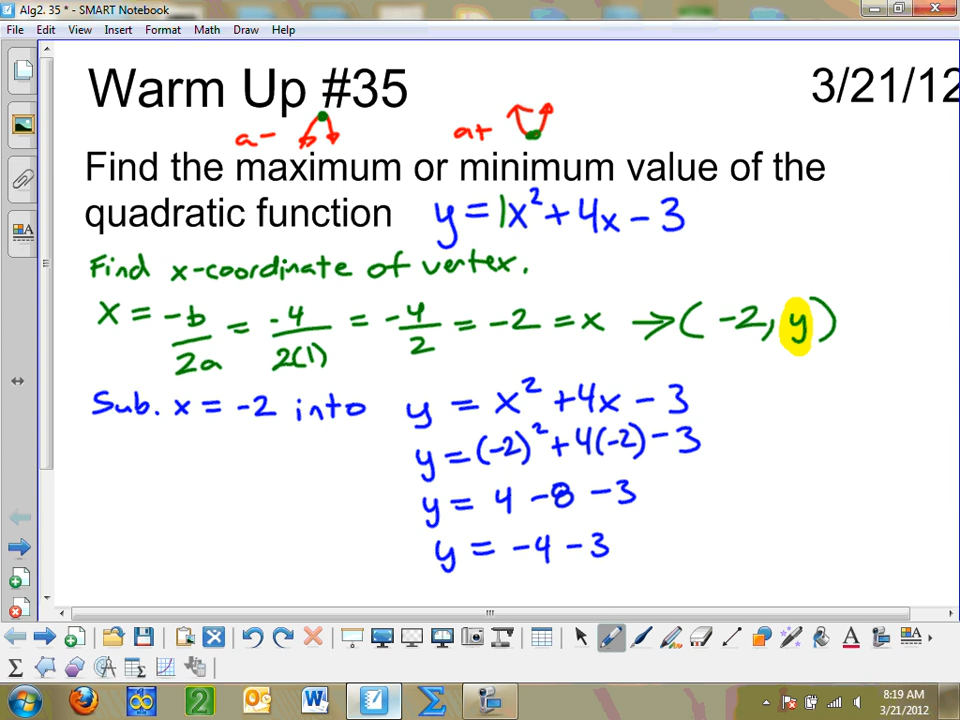 Alg2. 35 * - SMART Notebook
File Edit View Insert Format Math Draw Help
Warm Up #35
3/21/12
a- a+
Find the maximum or minimum value of the
quadratic function y = 1x² + 4x - 3
Find x-coordinate of vertex.
x = -b/2a = -4/2(1) = -4/2 = -2 = x → (-2, y)
Sub. x = -2 into y = x² + 4x - 3
y = (-2)² + 4(-2) - 3
y = 4 - 8 - 3
y = -4 - 3
8:19 AM
3/21/2012